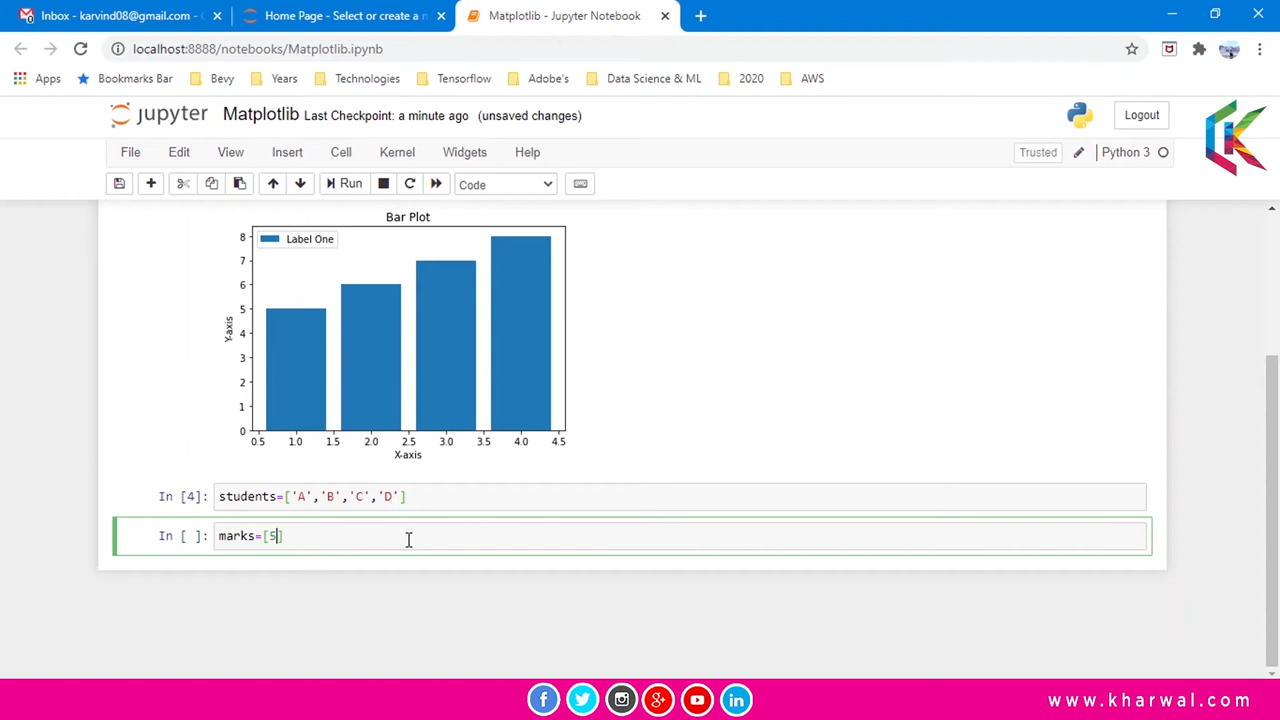 Inbox - karvind08@gmail.com -
Home Page - Select or create a n
Matplotlib - Jupyter Notebook
localhost:8888/notebooks/Matplotlib.ipynb
Apps Bookmarks Bar Bevy Years Technologies Tensorflow Adobe's Data Science & ML 2020 AWS
jupyter Matplotlib Last Checkpoint: a minute ago (unsaved changes) Logout
File Edit View Insert Cell Kernel Widgets Help Trusted Python 3
Run Code
Bar Plot
Label One
8
7
6
5
4
3
2
1
0
Y-axis
0.5 1.0 1.5 2.0 2.5 3.0 3.5 4.0 4.5
X-axis
In [4]: students=['A','B','C','D']
In [ ]: marks=[5]
www.kharwal.com